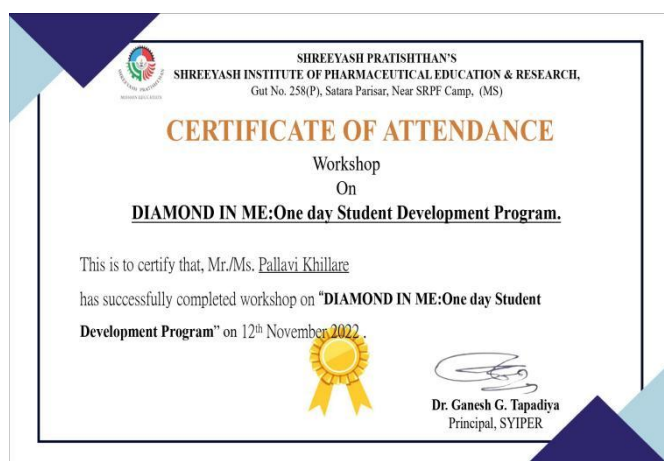 SHREEYASH PRATISHTHAN'S
SHREEYASH INSTITUTE OF PHARMACEUTICAL EDUCATION & RESEARCH,
Gut No. 258(P), Satara Parisar, Near SRPF Camp, (MS)
CERTIFICATE OF ATTENDANCE
Workshop
On
DIAMOND IN ME:One day Student Development Program.
This is to certify that, Mr./Ms. Pallavi Khillare
has successfully completed workshop on "DIAMOND IN ME:One day Student
Development Program" on 12th November 2022 .
Dr. Ganesh G. Tapadiya
Principal, SYIPER